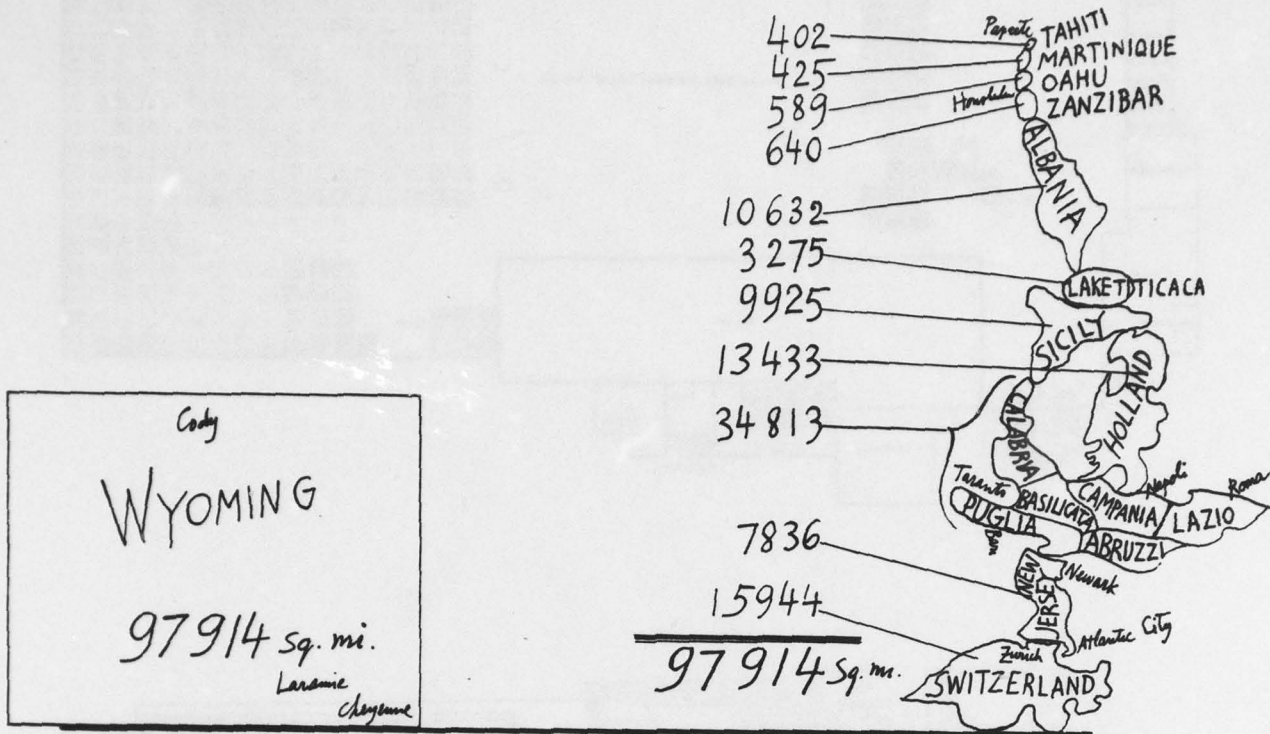 402
Papeete
TAHITI
425
MARTINIQUE
589
OAHU
Honolulu
640
ZANZIBAR
10632
ALBANIA
3275
LAKE TITICACA
9925
SICILY
13433
HOLLAND
34813
CALABRIA
Taranto
BASILICATA
CAMPANIA
Napoli
LAZIO
Roma
PUGLIA
Bari
ABRUZZI
7836
NEW JERSEY
Newark
15944
Atlantic City
Zurich
SWITZERLAND
97914 Sq. mi.
Cody
WYOMING
97914 sq. mi.
Laramie
Cheyenne